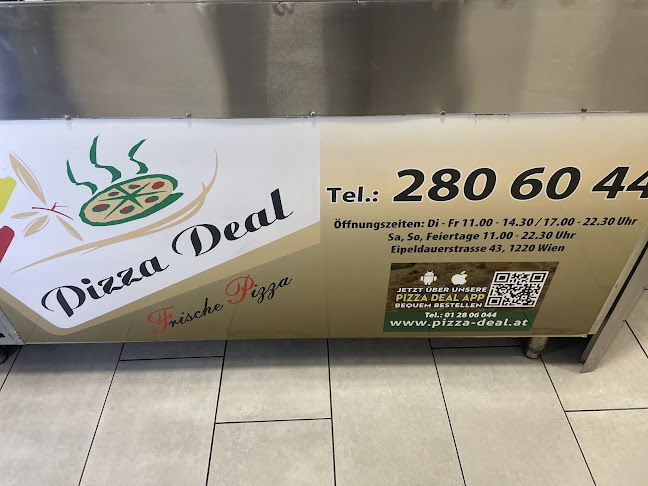 Pizza Deal
Frische Pizza
Tel.: 280 60 44
Öffnungszeiten: Di - Fr 11.00 - 14.30 / 17.00 - 22.30 Uhr
Sa, So, Feiertage 11.00 - 22.30 Uhr
Eipeldauerstrasse 43, 1220 Wien
JETZT ÜBER UNSERE
PIZZA DEAL APP
BEQUEM BESTELLEN
Tel.: 01 28 06 044
www.pizza-deal.at